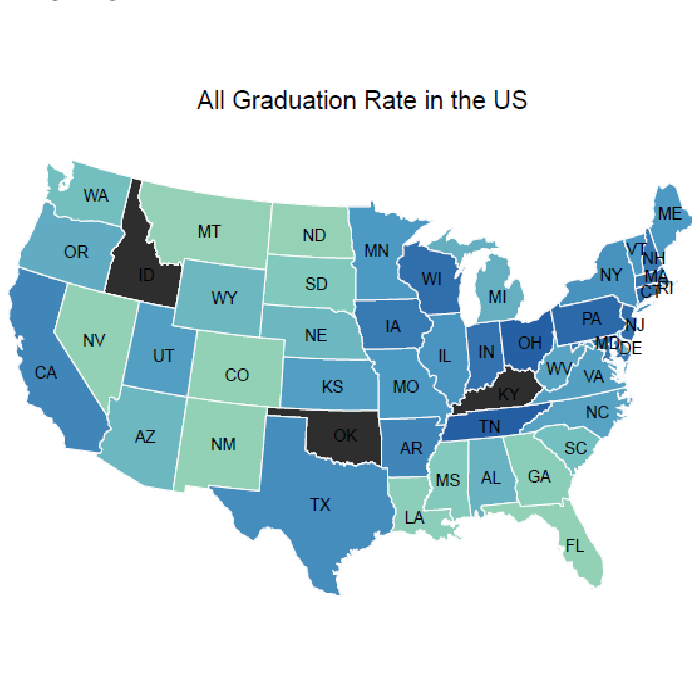 All Graduation Rate in the US
WA
ME
MT
ND
VT
OR
MN
NH
ID
SD
WI
NY
MA
WY
MI
CT
RI
IA
PA
NJ
NE
NV
UT
IL
IN
OH
MD
DE
CA
CO
KS
MO
WV
VA
KY
NC
AZ
NM
OK
AR
TN
SC
MS
AL
GA
TX
LA
FL